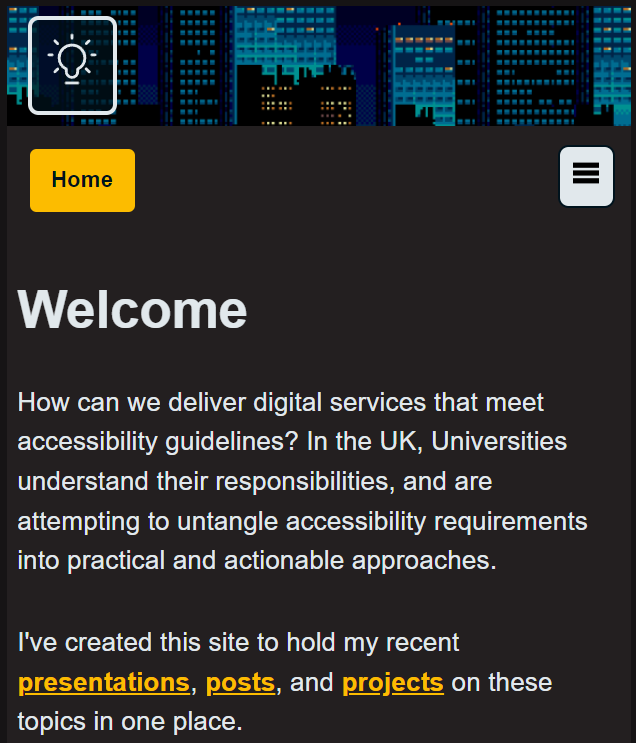 Home
Welcome
How can we deliver digital services that meet
accessibility guidelines? In the UK, Universities
understand their responsibilities, and are
attempting to untangle accessibility requirements
into practical and actionable approaches.
I've created this site to hold my recent
presentations, posts, and projects on these
topics in one place.